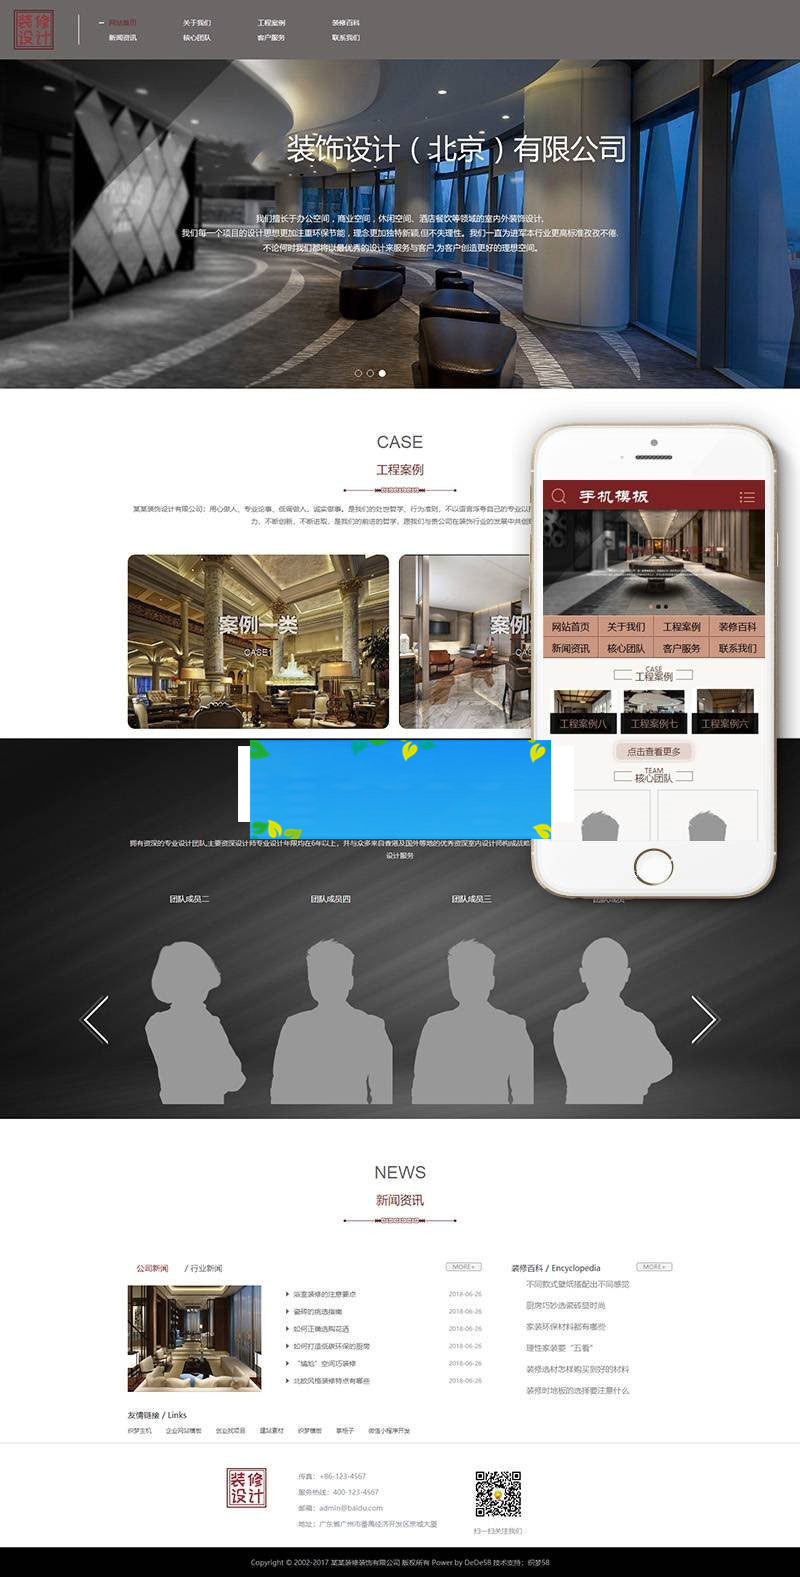 装修
设计
网站首页 关于我们 工程案例 装修百科
新闻资讯 核心团队 客户服务 联系我们
装饰设计（北京）有限公司
我们擅长于办公空间，商业空间，休闲空间、酒店餐饮等领域的室内外装饰设计,
我们每一个项目的设计思想更加注重环保节能，理念更加独特新颖,但不失理性。我们一直为进军本行业更高标准孜孜不倦.
不论何时我们都将以最优秀的设计来服务与客户,为客户创造更好的理想空间。
CASE
工程案例
某某装饰设计有限公司：用心做人、专业论事、低调做人、诚实做事。是我们的处世哲学、行为准则，不以语言浮夸自己的专业以
力、不断创新、不断进取，是我们的前进的哲学，愿我们与贵公司在装饰行业的发展中共创
案例一类
CASE1
案例
手机模板
网站首页 关于我们 工程案例 装修百科
新闻资讯 核心团队 客户服务 联系我们
CASE
工程案例
工程案例八 工程案例七 工程案例六
点击查看更多
TEAM
核心团队
拥有资深的专业设计团队,主要资深设计师专业设计年限均在6年以上，并与众多来自香港及国外等地的优秀资深室内设计师构成战略
设计服务
团队成员二 团队成员四 团队成员三
NEWS
新闻资讯
公司新闻 / 行业新闻 MORE+
浴室装修的注意要点 2018-06-26
瓷砖的挑选指南 2018-06-26
如何正确选购花洒 2018-06-26
如何打造低碳环保的厨房 2018-06-26
“尴尬”空间巧装修 2018-06-26
北欧风格装修特点有哪些 2018-06-26
装修百科 / Encyclopedia MORE+
不同款式壁纸搭配出不同感觉
厨房巧妙选瓷砖显时尚
家装环保材料都有哪些
理性家装要“五看”
装修选材怎样购买到好的材料
装修时地板的选择要注意什么
友情链接 / Links
织梦主机 企业网站模板 创业找项目 建站素材 织梦模板 掌柜子 微信小程序开发
装修
设计
传真：+86-123-4567
服务热线：400-123-4567
邮箱：admin@baidu.com
地址：广东省广州市番禺经济开发区京城大厦
扫一扫关注我们
Copyright © 2002-2017 某某装修装饰有限公司 版权所有 Power by DeDe58 技术支持：织梦58